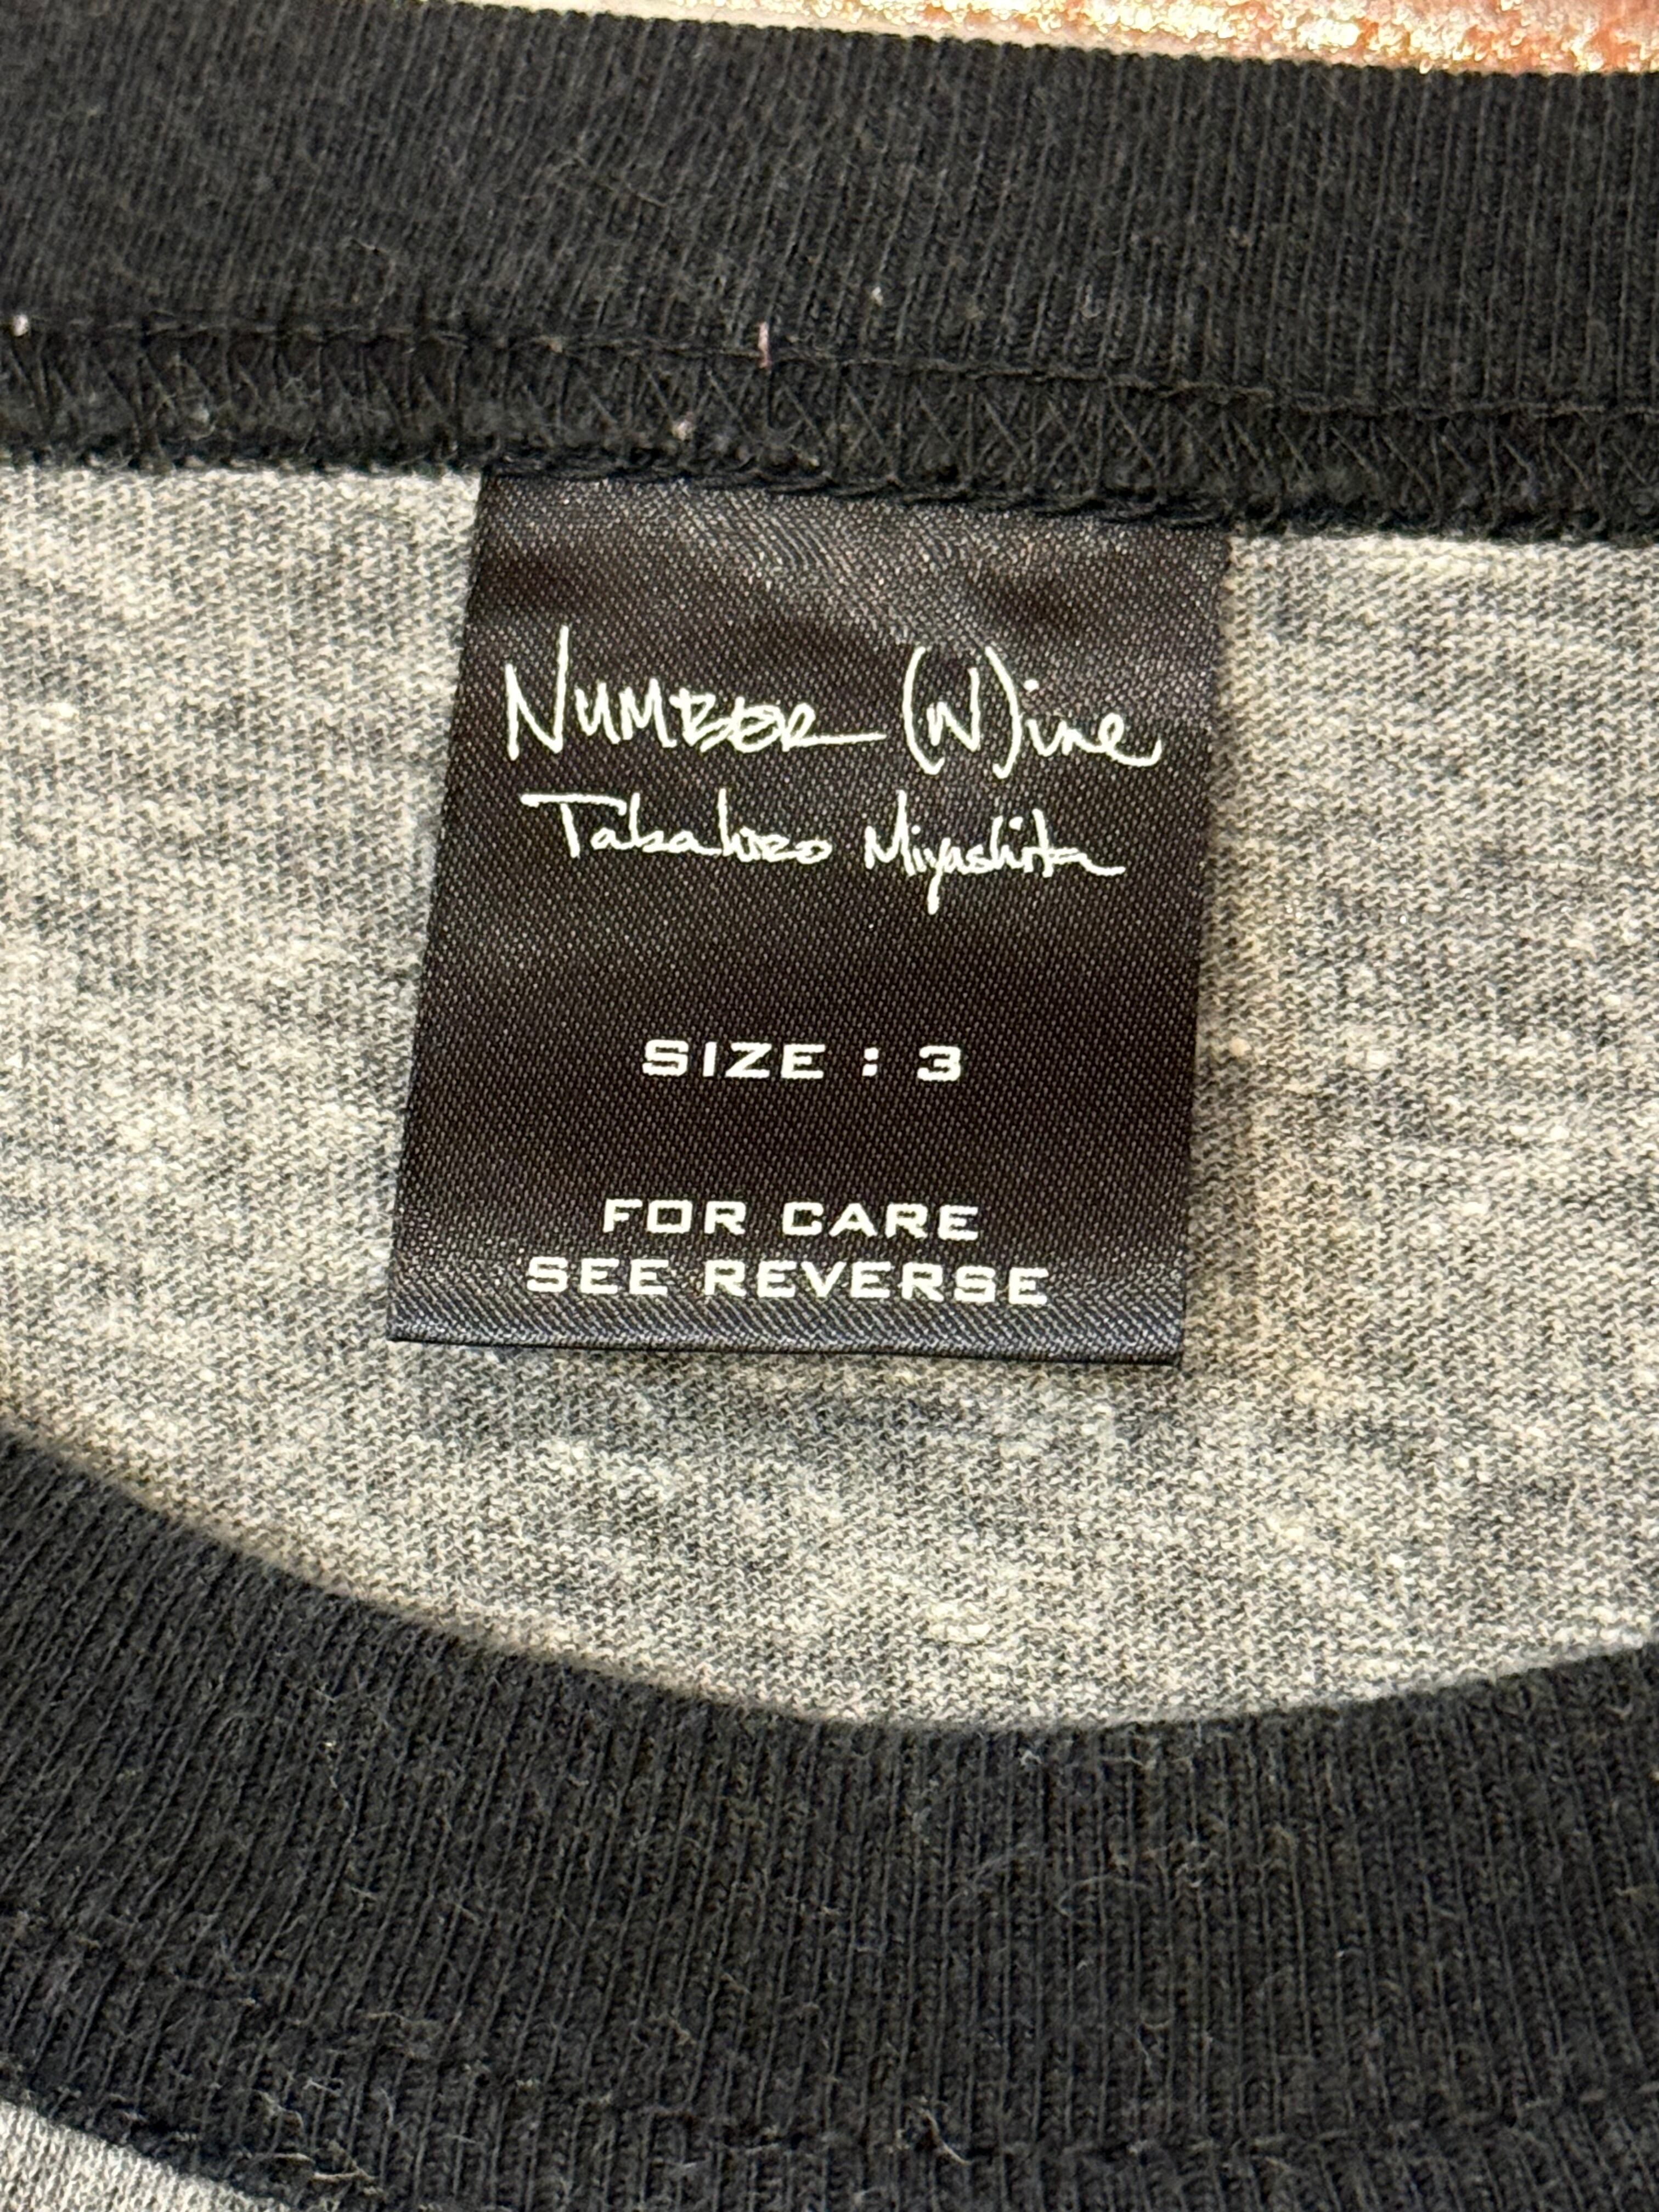 NUMBER (N)ine
Takahiro Miyashita
SIZE : 3
FOR CARE
SEE REVERSE